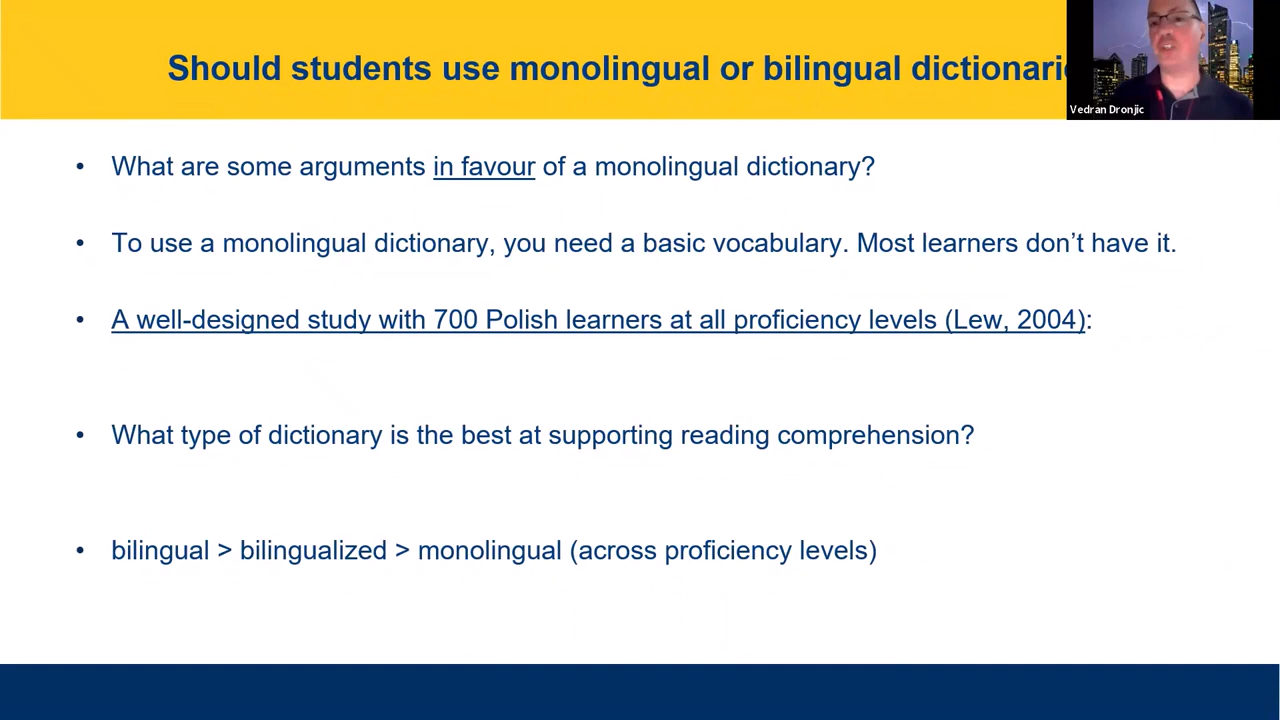 Should students use monolingual or bilingual
Vedran Dronjic
• What are some arguments in favour of a monolingual dictionary?
• To use a monolingual dictionary, you need a basic vocabulary. Most learners don’t have it.
• A well-designed study with 700 Polish learners at all proficiency levels (Lew, 2004):
• What type of dictionary is the best at supporting reading comprehension?
• bilingual > bilingualized > monolingual (across proficiency levels)